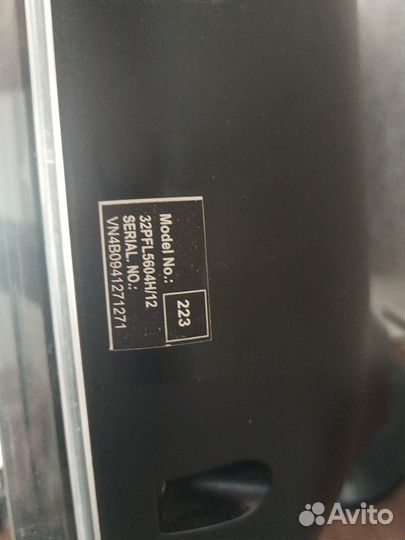 Model No.:
223
32PFL5604H/12
SERIAL. NO.:
VN4B0941271271
Avito